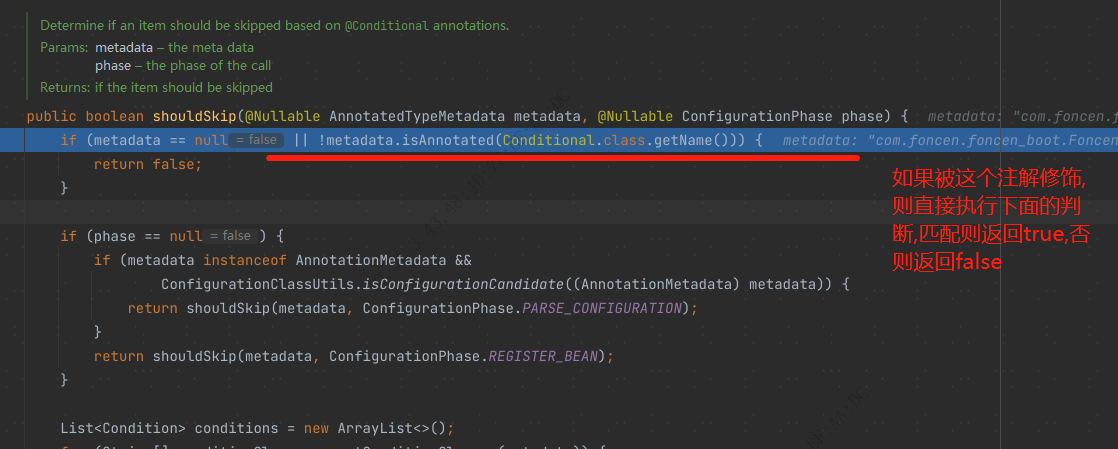 Determine if an item should be skipped based on @Conditional annotations.
Params: metadata – the meta data
phase – the phase of the call
Returns: if the item should be skipped
public boolean shouldSkip(@Nullable AnnotatedTypeMetadata metadata, @Nullable ConfigurationPhase phase) { metadata: "com.foncen.f
if (metadata == null = false || !metadata.isAnnotated(Conditional.class.getName())) { metadata: "com.foncen.foncen_boot.Foncen
return false;
}
如果被这个注解修饰,
则直接执行下面的判
断,匹配则返回true,否
则返回false
if (phase == null = false ) {
if (metadata instanceof AnnotationMetadata &&
ConfigurationClassUtils.isConfigurationCandidate((AnnotationMetadata) metadata)) {
return shouldSkip(metadata, ConfigurationPhase.PARSE_CONFIGURATION);
}
return shouldSkip(metadata, ConfigurationPhase.REGISTER_BEAN);
}
List<Condition> conditions = new ArrayList<>();